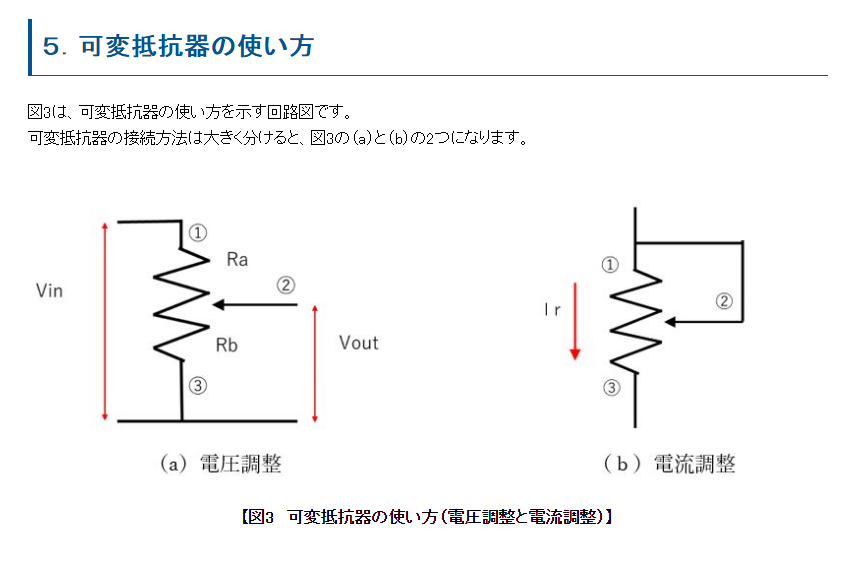 5. 可変抵抗器の使い方
図3は、可変抵抗器の使い方を示す回路図です。
可変抵抗器の接続方法は大きく分けると、図3の(a)と(b)の2つになります。
①
Ra
②
Vin
Rb
Vout
③
(a) 電圧調整
①
②
Ir
③
(b) 電流調整
【図3 可変抵抗器の使い方(電圧調整と電流調整)】